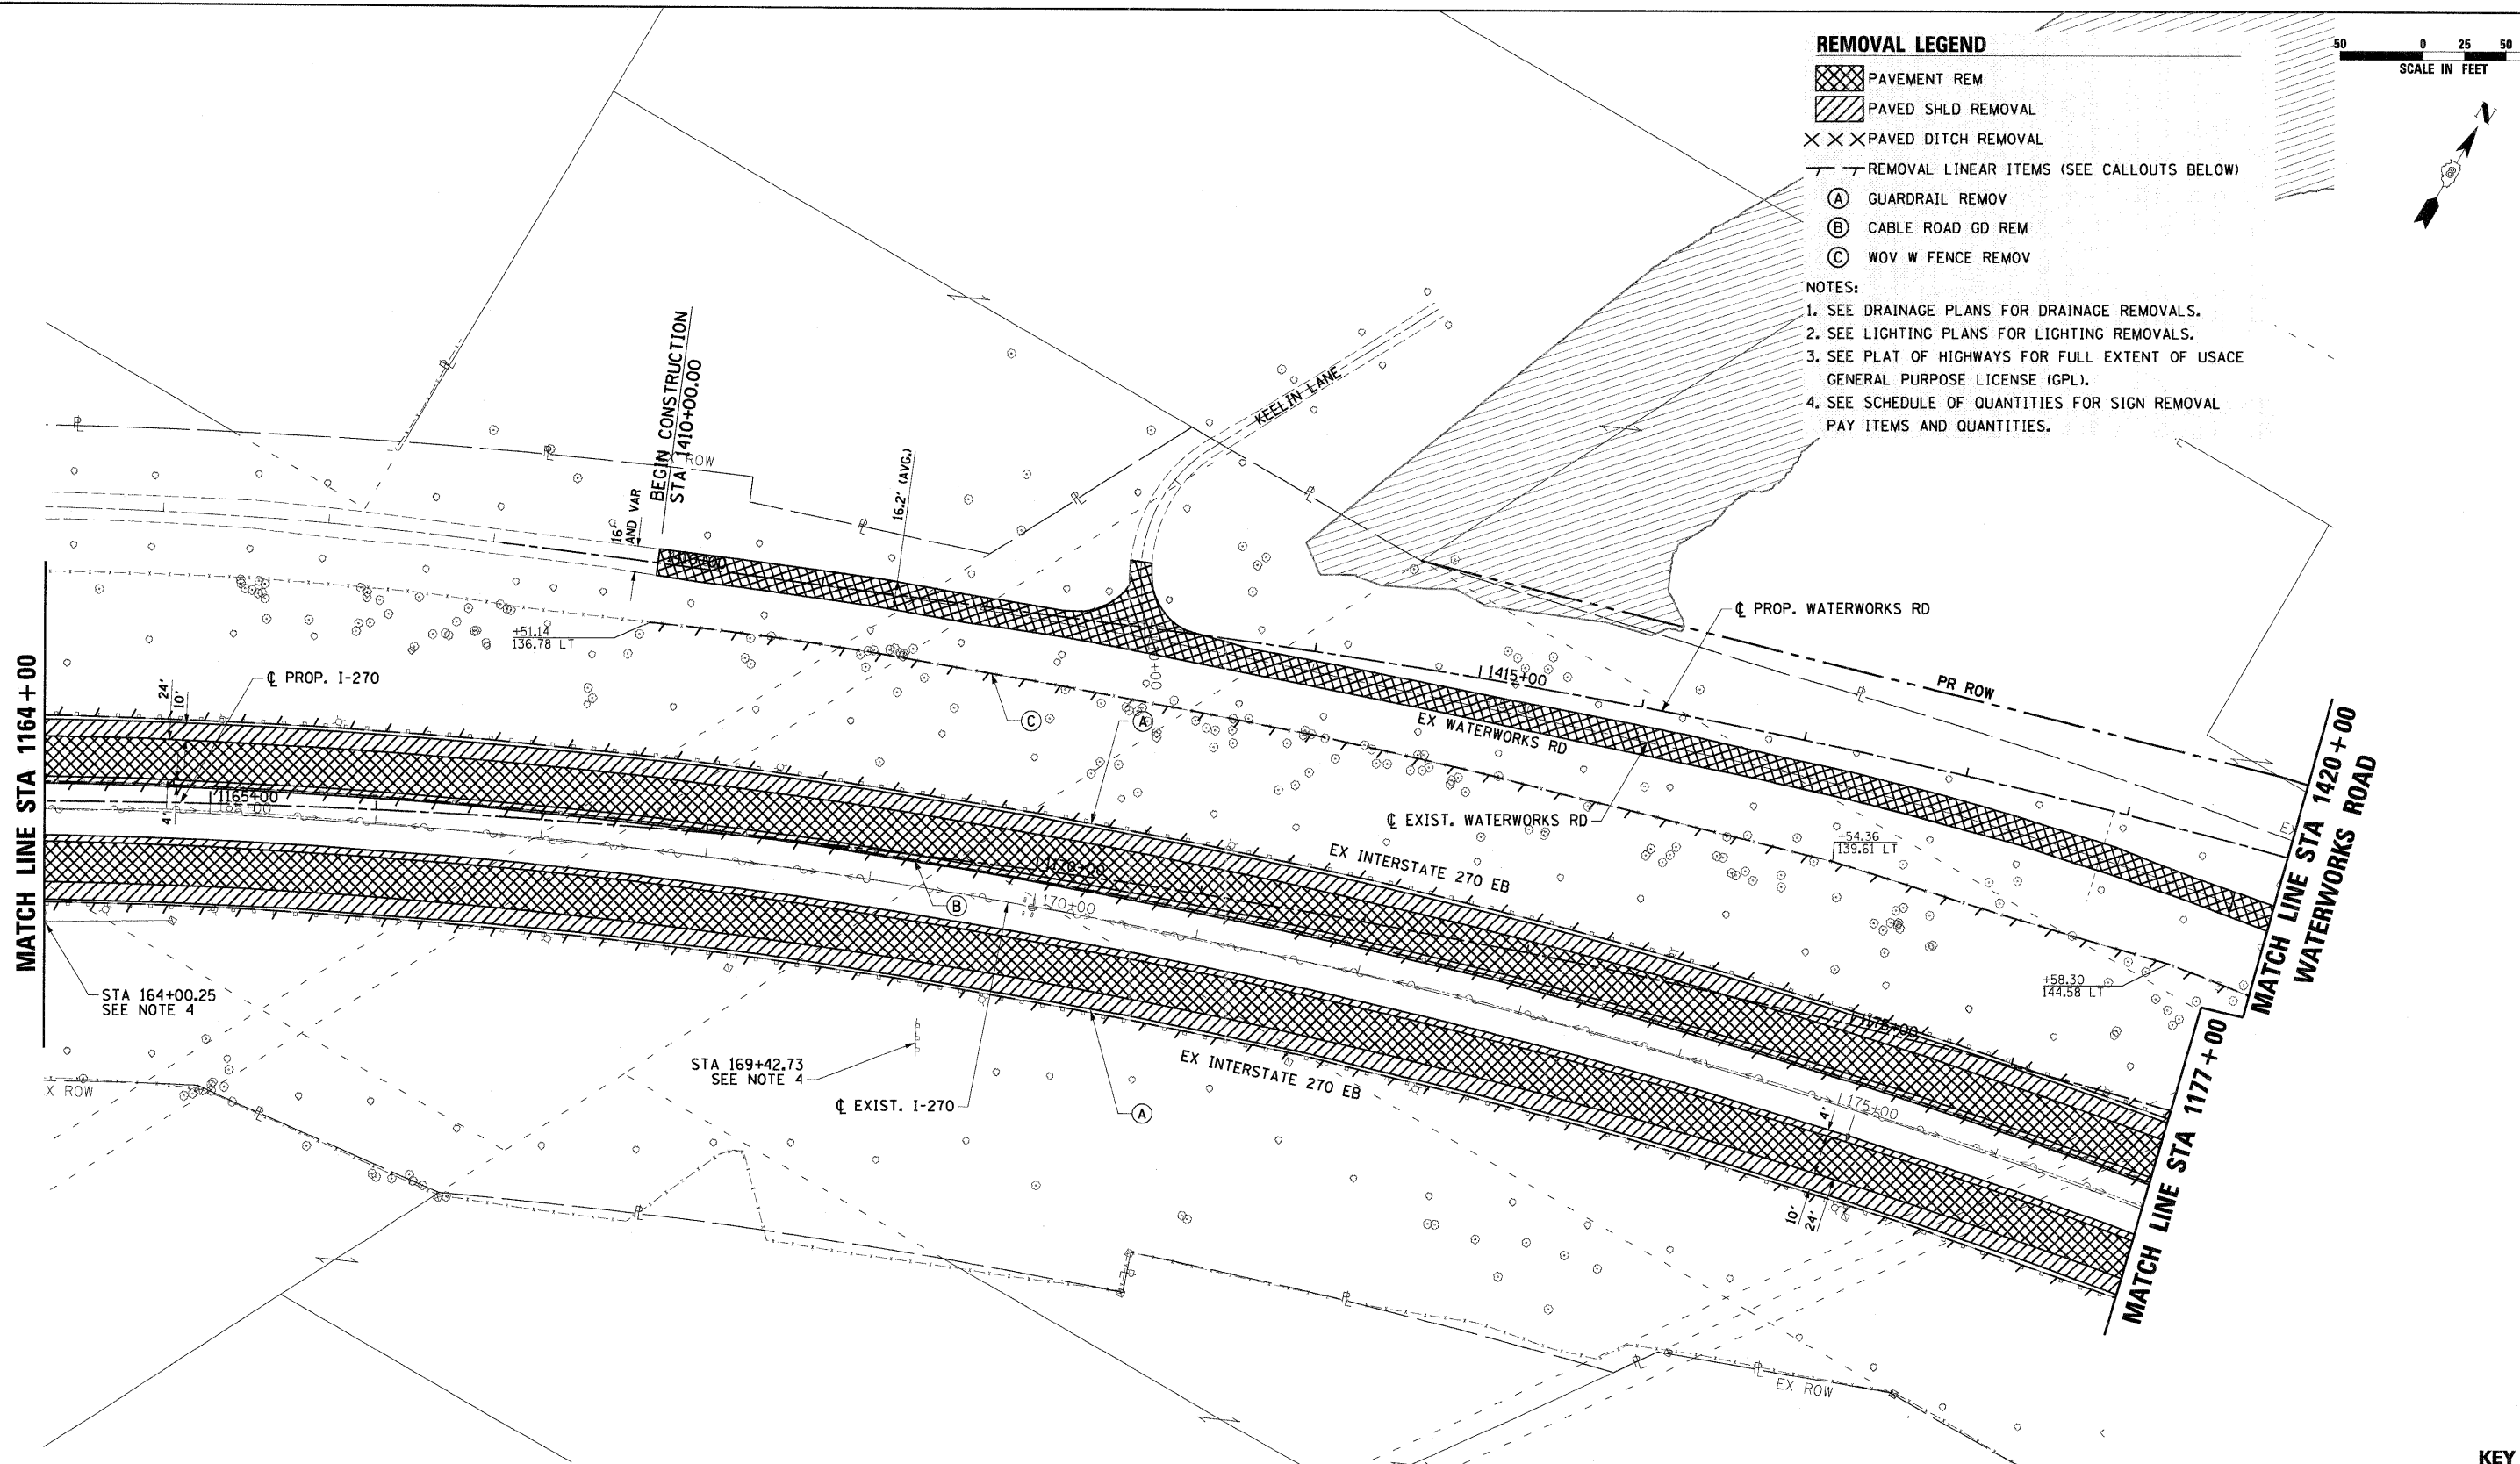 REMOVAL LEGEND
PAVEMENT REM
PAVED SHLD REMOVAL
PAVED DITCH REMOVAL
REMOVAL LINEAR ITEMS (SEE CALLOUTS BELOW)
A GUARDRAIL REMOV
B CABLE ROAD GD REM
C WOV W FENCE REMOV
NOTES:
1. SEE DRAINAGE PLANS FOR DRAINAGE REMOVALS.
2. SEE LIGHTING PLANS FOR LIGHTING REMOVALS.
3. SEE PLAT OF HIGHWAYS FOR FULL EXTENT OF USACE
GENERAL PURPOSE LICENSE (GPL).
4. SEE SCHEDULE OF QUANTITIES FOR SIGN REMOVAL
PAY ITEMS AND QUANTITIES.
50 0 25 50
SCALE IN FEET
N
BEGIN CONSTRUCTION
STA 1410+00.00
KEELIN LANE
X ROW
16.2' (AVG.)
16'
AND VAR
1410+00
+51.14
136.78 LT
℄ PROP. WATERWORKS RD
PR ROW
1415+00
EX WATERWORKS RD
℄ EXIST. WATERWORKS RD
℄ PROP. I-270
24'
10'
4'
MATCH LINE STA 1164+00
1165+00
165+00
C
A
B
EX INTERSTATE 270 EB
1170+00
170+00
+54.36
139.61 LT
+58.30
144.58 LT
MATCH LINE STA 1420+00
WATERWORKS ROAD
MATCH LINE STA 1177+00
1175+00
175+00
4'
10'
24'
STA 164+00.25
SEE NOTE 4
STA 169+42.73
SEE NOTE 4
℄ EXIST. I-270
A
EX INTERSTATE 270 EB
X ROW
EX ROW
KEY